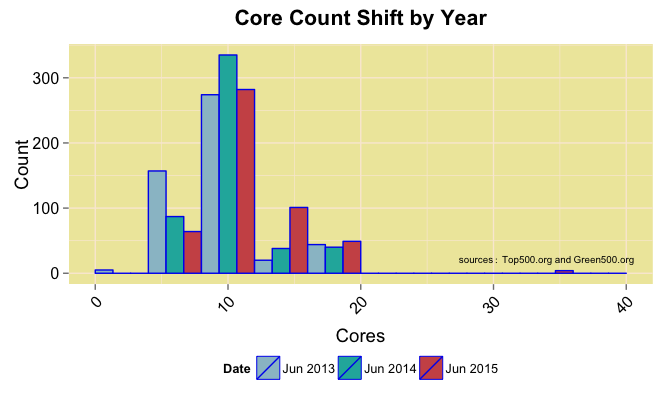 Core Count Shift by Year
Count
300
200
100
0
sources: Top500.org and Green500.org
0 10 20 30 40
Cores
Date Jun 2013 Jun 2014 Jun 2015